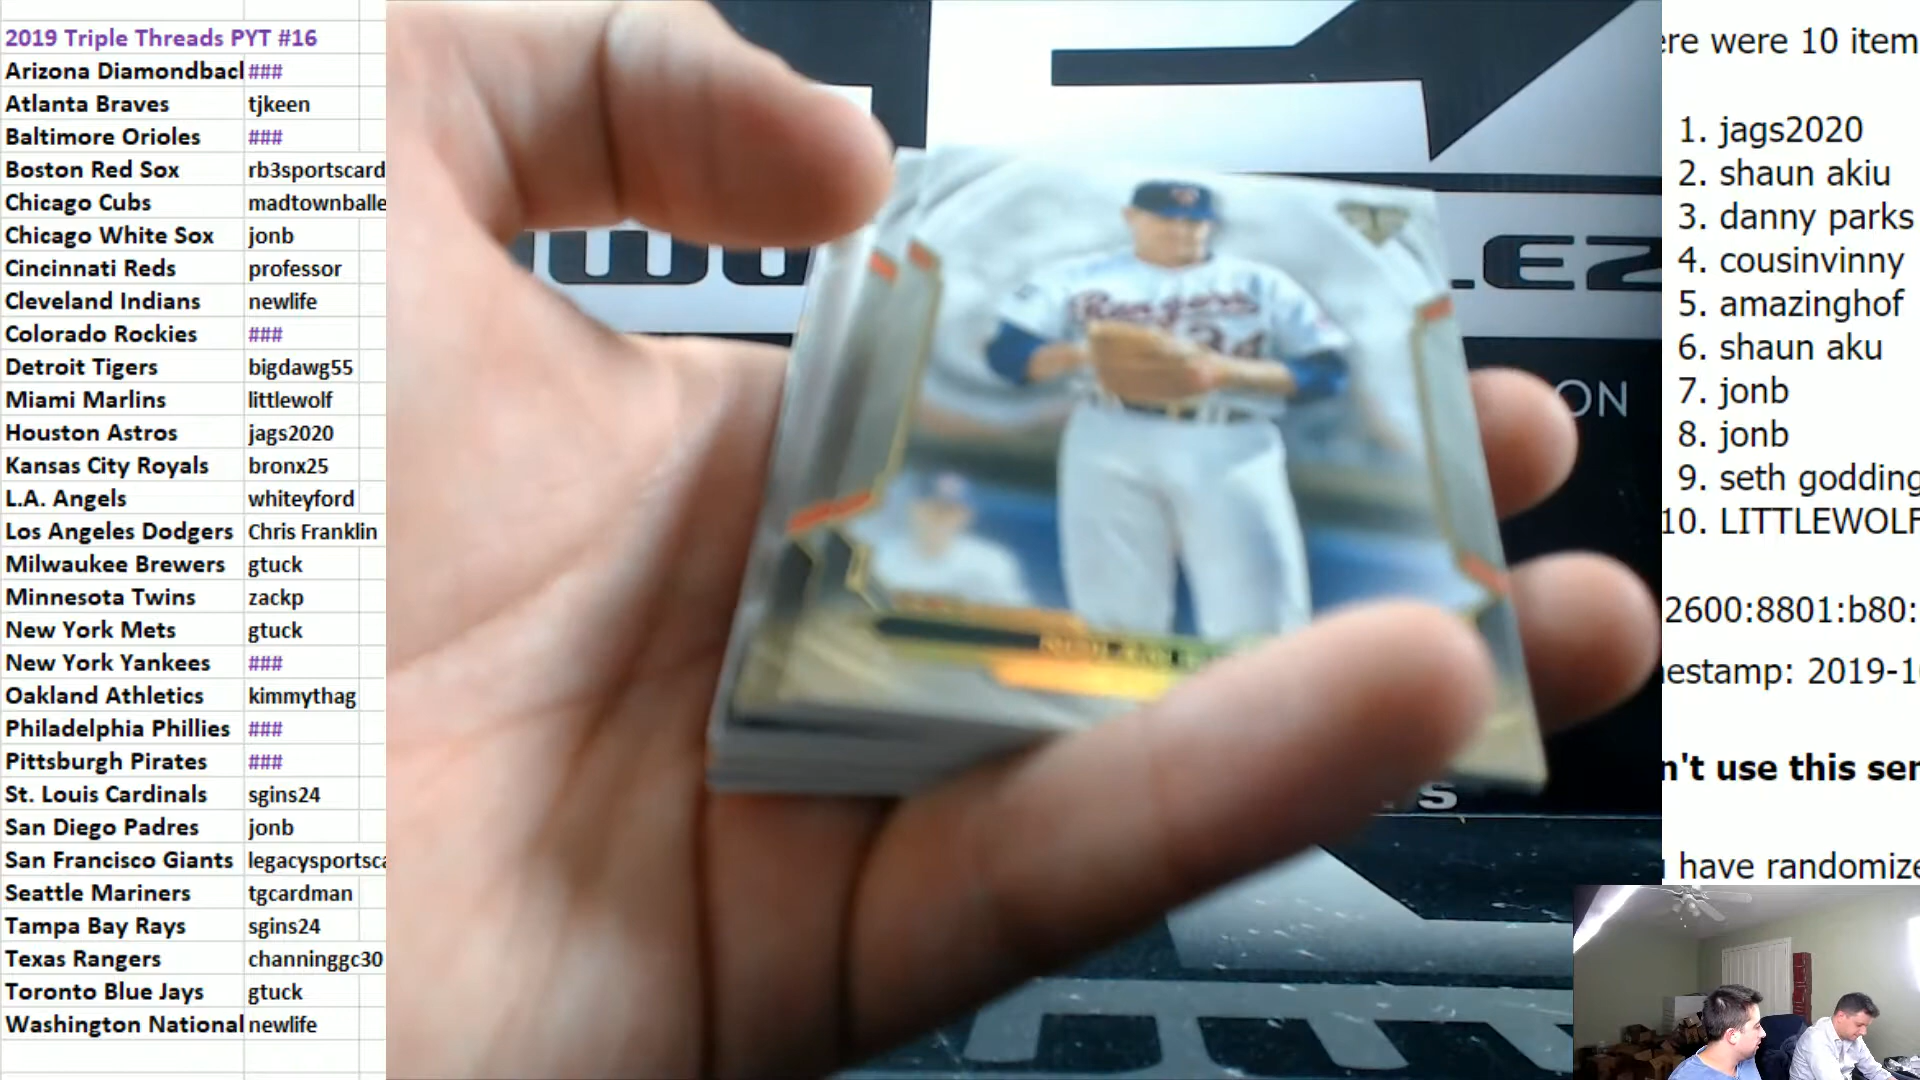 2019 Triple Threads PYT #16
Arizona Diamondbacl ###
Atlanta Braves tjkeen
Baltimore Orioles ###
Boston Red Sox rb3sportscard
Chicago Cubs madtownballe
Chicago White Sox jonb
Cincinnati Reds professor
Cleveland Indians newlife
Colorado Rockies ###
Detroit Tigers bigdawg55
Miami Marlins littlewolf
Houston Astros jags2020
Kansas City Royals bronx25
L.A. Angels whiteyford
Los Angeles Dodgers Chris Franklin
Milwaukee Brewers gtuck
Minnesota Twins zackp
New York Mets gtuck
New York Yankees ###
Oakland Athletics kimmythag
Philadelphia Phillies ###
Pittsburgh Pirates ###
St. Louis Cardinals sgins24
San Diego Padres jonb
San Francisco Giants legacysportsca
Seattle Mariners tgcardman
Tampa Bay Rays sgins24
Texas Rangers channinggc30
Toronto Blue Jays gtuck
Washington National newlife
Rangers
34
LEZ
ON
S
ere were 10 item
1. jags2020
2. shaun akiu
3. danny parks
4. cousinvinny
5. amazinghof
6. shaun aku
7. jonb
8. jonb
9. seth godding
10. LITTLEWOLF
2600:8801:b80:
estamp: 2019-1
n't use this ser
have randomize